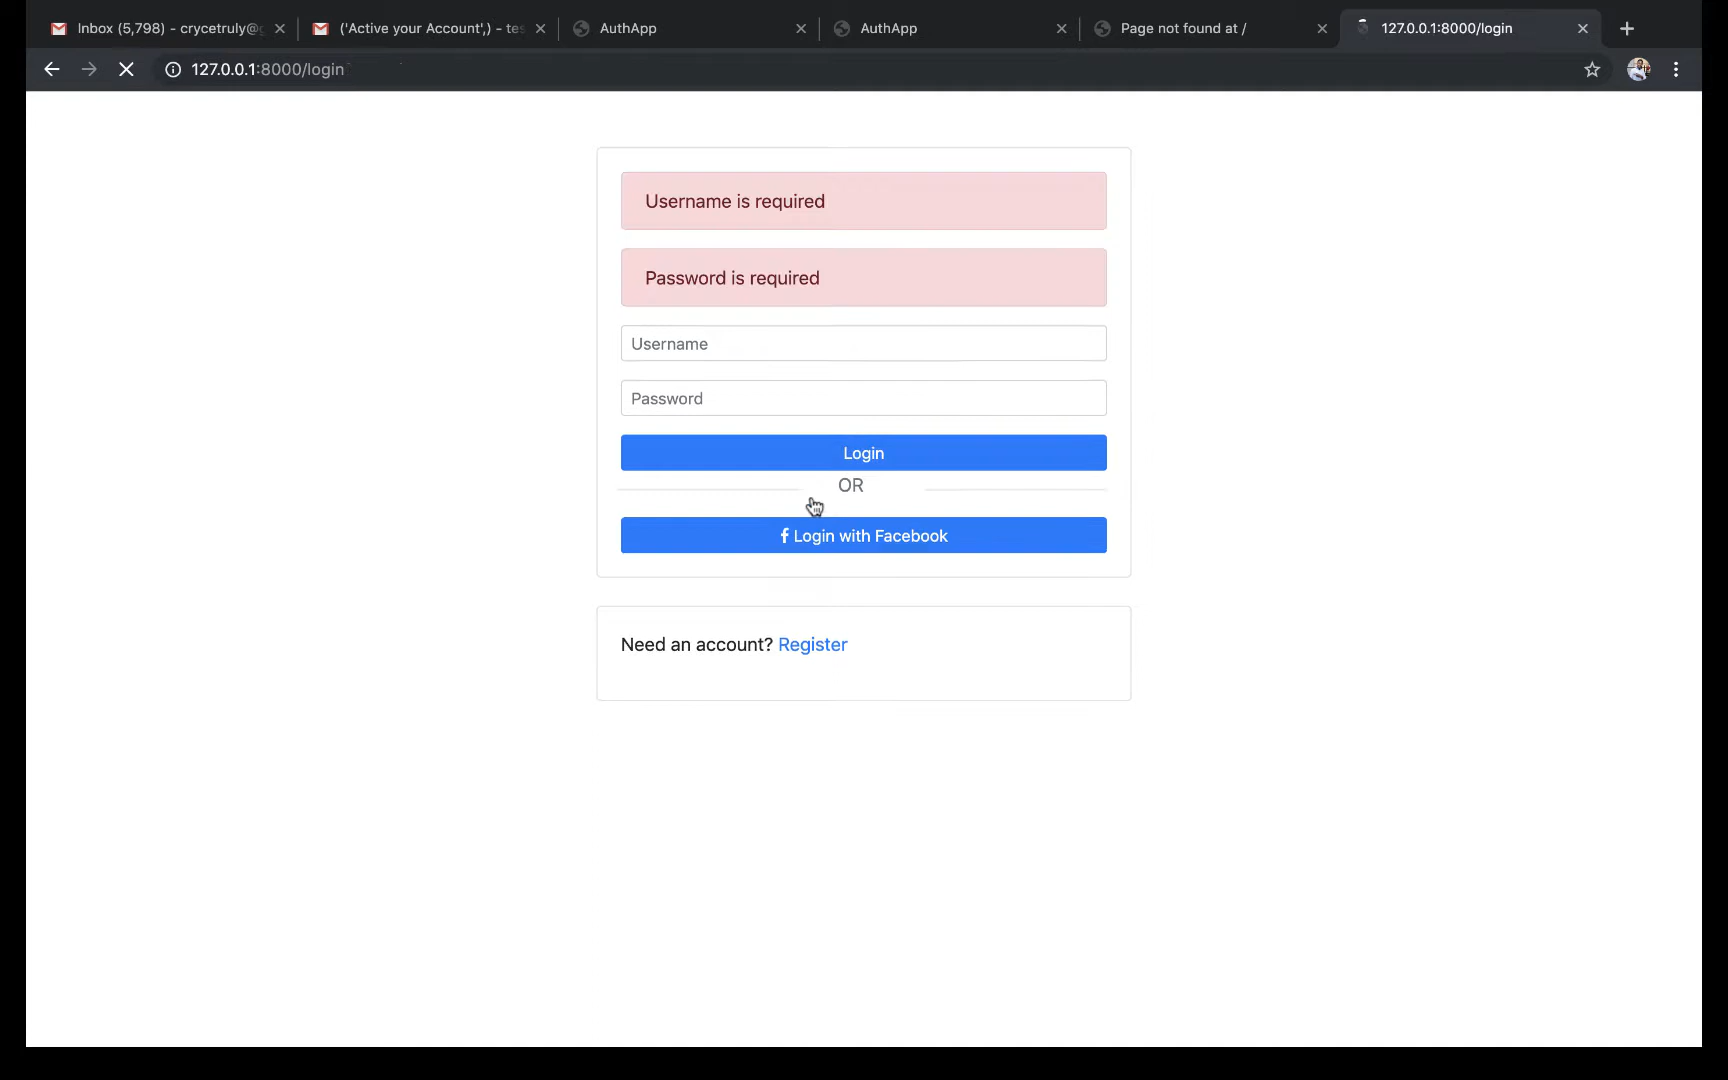 Inbox (5,798) - crycetruly@g
('Active your Account',) - tes
AuthApp
AuthApp
Page not found at /
127.0.0.1:8000/login
127.0.0.1:8000/login
Username is required
Password is required
Username
Password
Login
OR
Login with Facebook
Need an account? Register